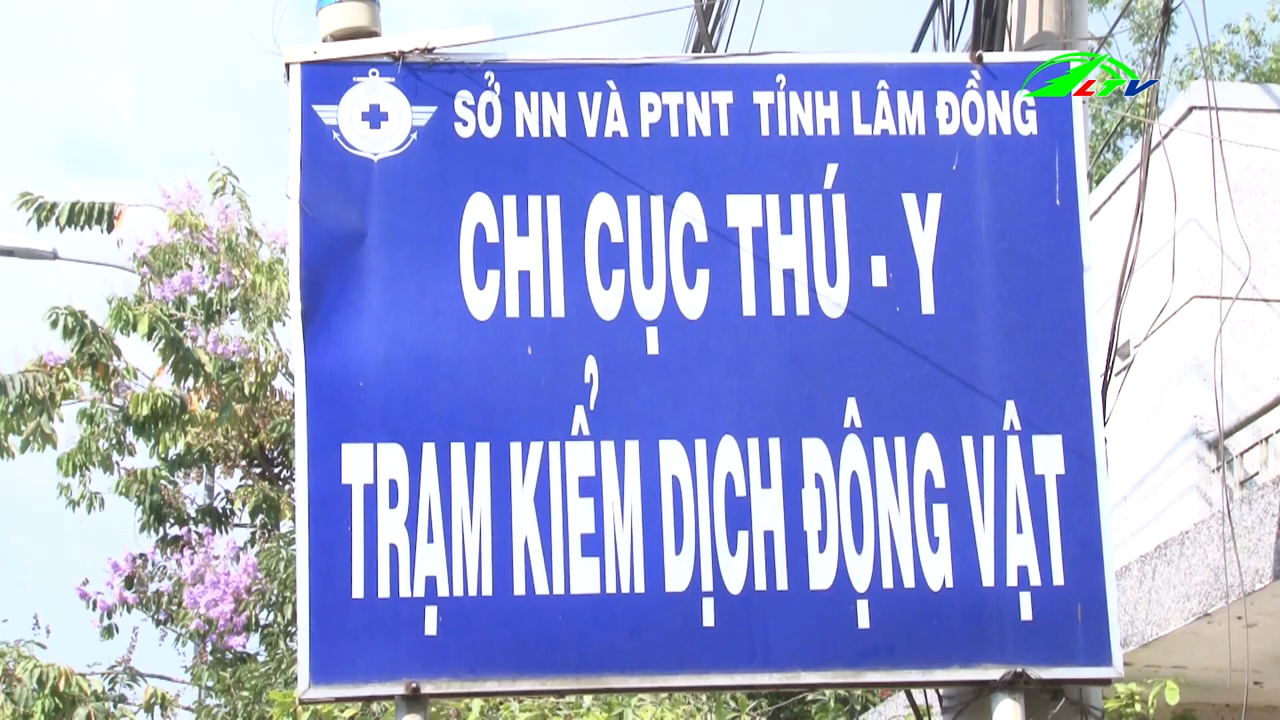 SỞ NN VÀ PTNT TỈNH LÂM ĐỒNG
LTV
CHI CỤC THÚ - Y
TRẠM KIỂM DỊCH ĐỘNG VẬT